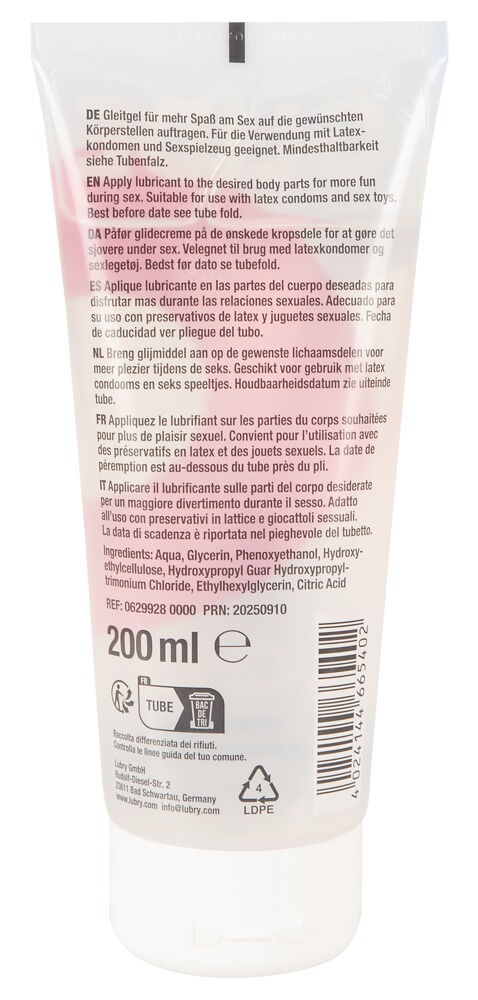 DE Gleitgel für mehr Spaß am Sex auf die gewünschten
Körperstellen auftragen. Für die Verwendung mit Latex-
kondomen und Sexspielzeug geeignet. Mindesthaltbarkeit
siehe Tubenfalz.
EN Apply lubricant to the desired body parts for more fun
during sex. Suitable for use with latex condoms and sex toys.
Best before date see tube fold.
DA Påfør glidecreme på de ønskede kropsdele for at gøre det
sjovere under sex. Velegnet til brug med latexkondomer og
sexlegetøj. Bedst før dato se tubefold.
ES Aplique lubricante en las partes del cuerpo deseadas para
disfrutar mas durante las relaciones sexuales. Adecuado para
su uso con preservativos de latex y juguetes sexuales. Fecha
de caducidad ver pliegue del tubo.
NL Breng glijmiddel aan op de gewenste lichaamsdelen voor
meer plezier tijdens de seks. Geschikt voor gebruik met latex
condooms en seks speeltjes. Houdbaarheidsdatum zie uiteinde
tube.
FR Appliquez le lubrifiant sur les parties du corps souhaitées
pour plus de plaisir sexuel. Convient pour l'utilisation avec
des préservatifs en latex et des jouets sexuels. La date de
péremption est au-dessous du tube près du pli.
IT Applicare il lubrificante sulle parti del corpo desiderate
per un maggiore divertimento durante il sesso. Adatto
all'uso con preservativi in lattice e giocattoli sessuali.
La data di scadenza è riportata nel pieghevole del tubetto.
Ingredients: Aqua, Glycerin, Phenoxyethanol, Hydroxy-
ethylcellulose, Hydroxypropyl Guar Hydroxypropyl-
trimonium Chloride, Ethylhexylglycerin, Citric Acid
REF: 0629928 0000 PRN: 20250910
200 ml ℮
FR
TUBE
BAC
DE
TRI
Raccolta differenziata dei rifiuti.
Controlla le linee guida del tuo comune.
Lubry GmbH
Rudolf-Diesel-Str. 2
23611 Bad Schwartau, Germany
www.lubry.com info@lubry.com
4
LDPE
4 024144 665402